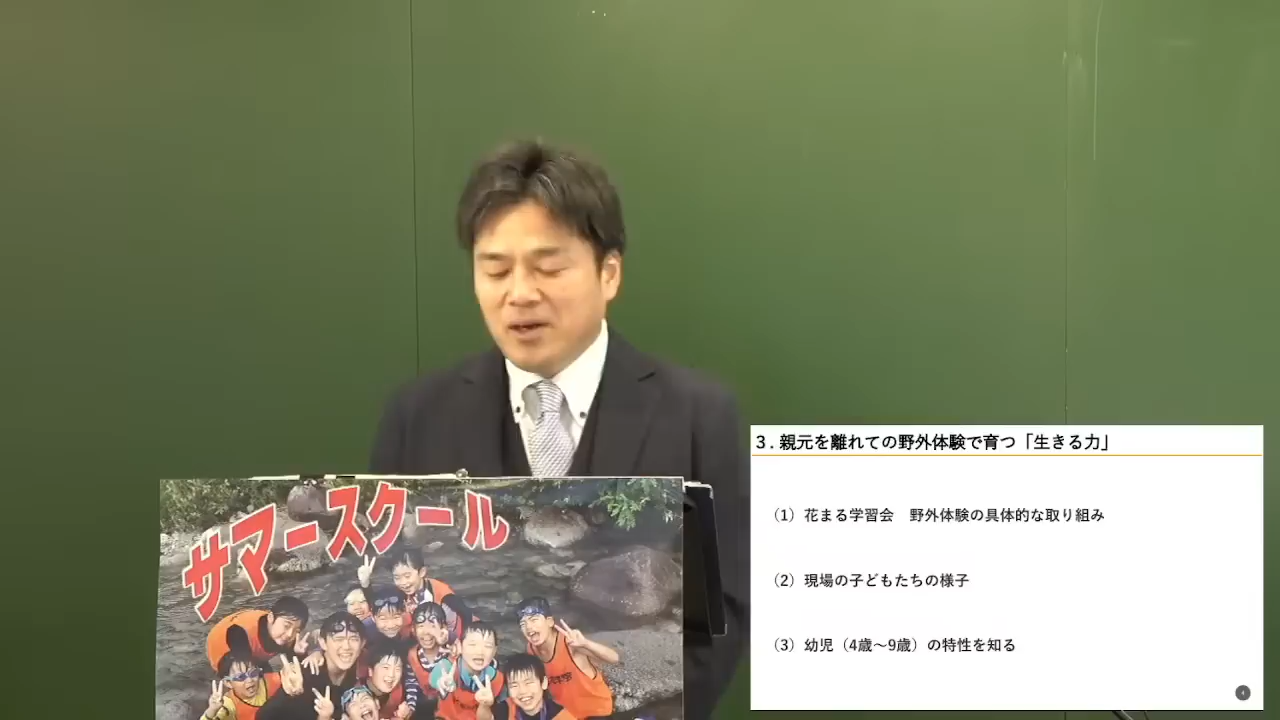 サマースクール
3. 親元を離れての野外体験で育つ「生きる力」
（1）花まる学習会　野外体験の具体的な取り組み
（2）現場の子どもたちの様子
（3）幼児（4歳～9歳）の特性を知る